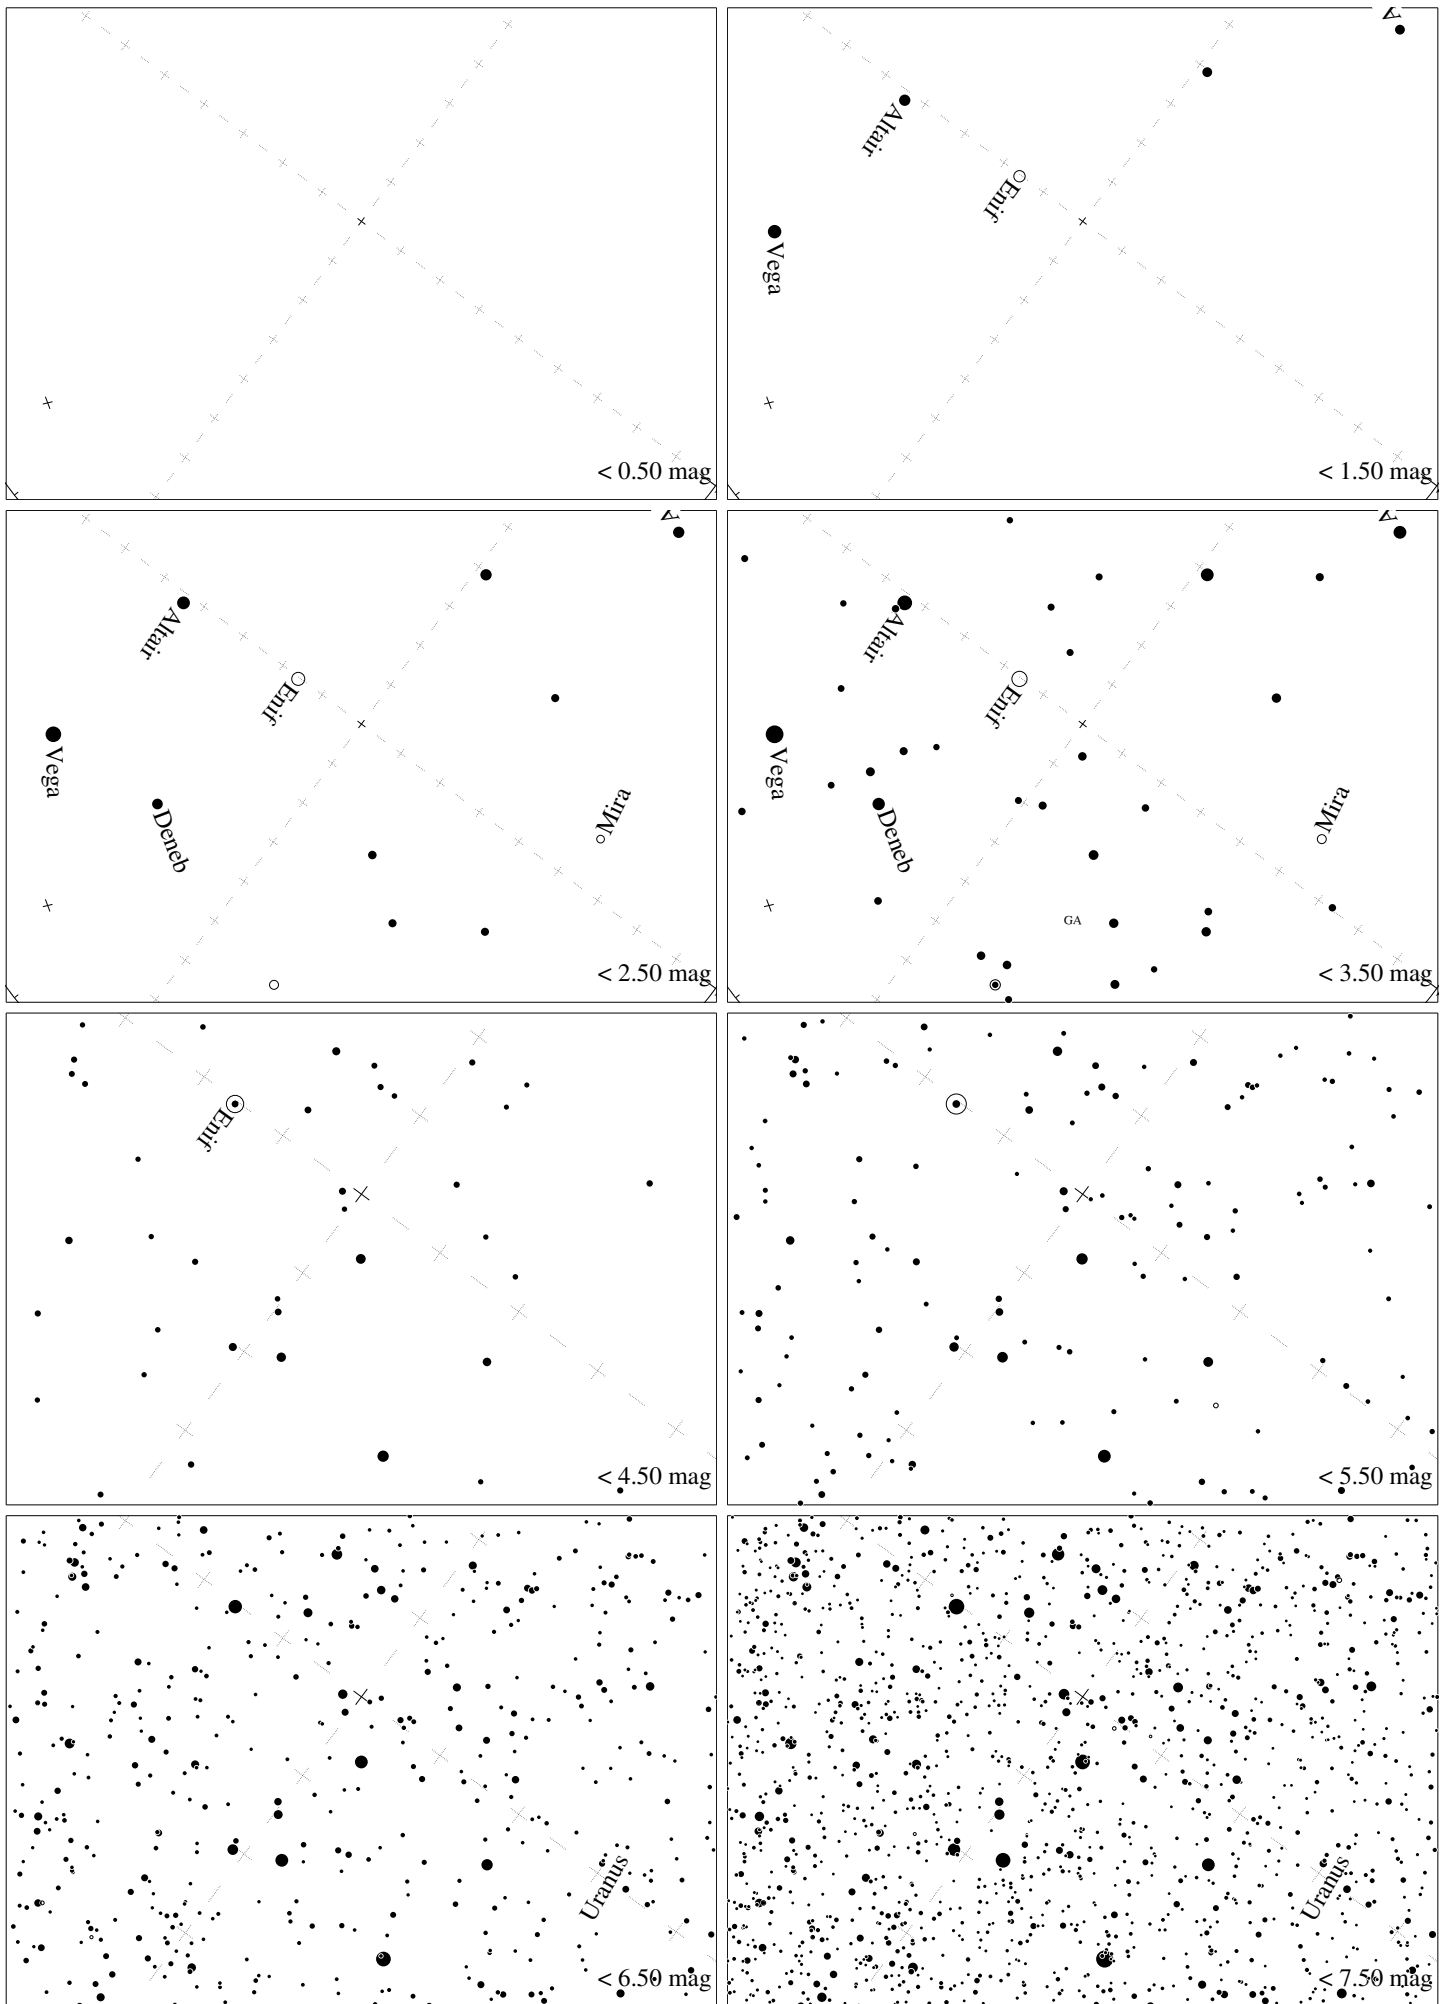 < 0.50 mag
A
Altair
Enif
Vega
< 1.50 mag
Altair
Enif
Vega
Deneb
Mira
< 2.50 mag
A
Altair
Enif
Vega
Deneb
Mira
GA
< 3.50 mag
A
Enif
< 4.50 mag
< 5.50 mag
Uranus
< 6.50 mag
Uranus
< 7.50 mag